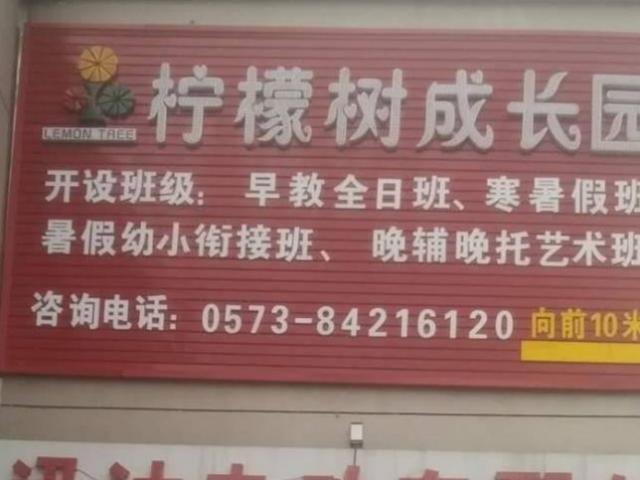 柠檬树成长园
LEMON TREE
开设班级：早教全日班、寒暑假班
暑假幼小衔接班、晚辅晚托艺术班
咨询电话：0573-84216120 向前10米